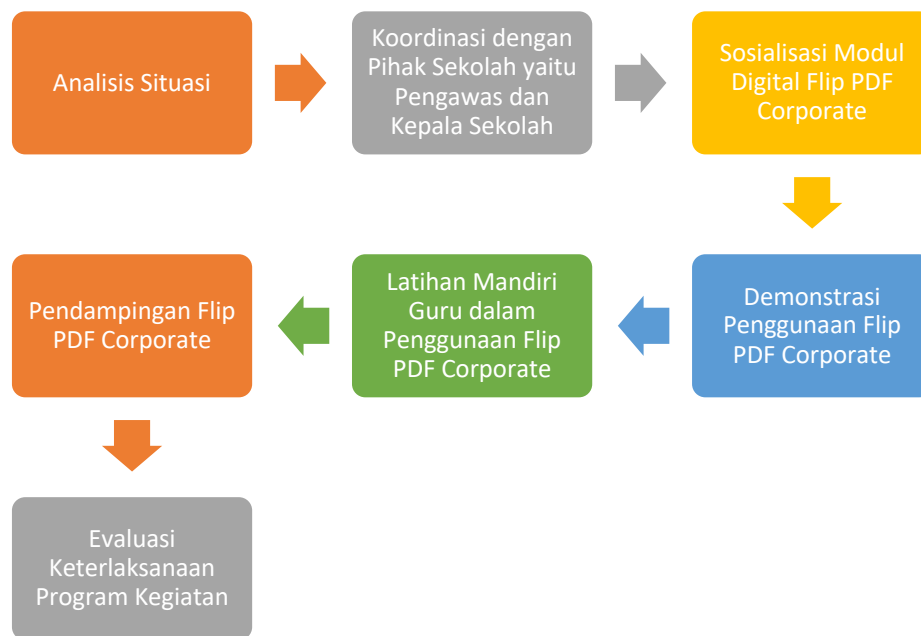 Analisis Situasi
Koordinasi dengan
Pihak Sekolah yaitu
Pengawas dan
Kepala Sekolah
Sosialisasi Modul
Digital Flip PDF
Corporate
Demonstrasi
Penggunaan Flip
PDF Corporate
Latihan Mandiri
Guru dalam
Penggunaan Flip
PDF Corporate
Pendampingan Flip
PDF Corporate
Evaluasi
Keterlaksanaan
Program Kegiatan